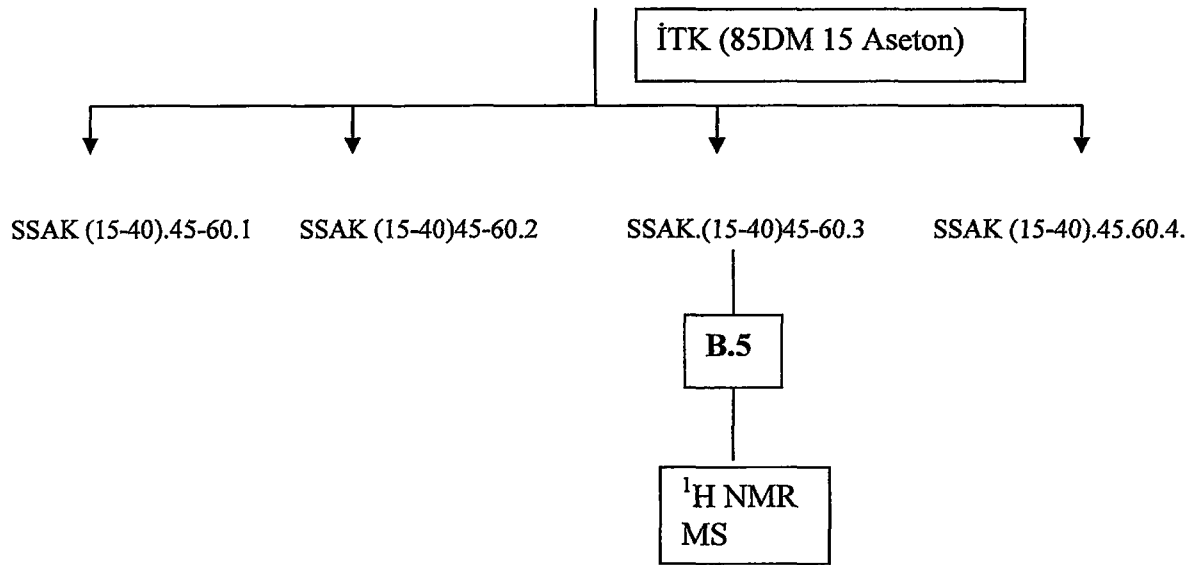 İTK (85DM 15 Aseton)
SSAK (15-40).45-60.1 SSAK (15-40)45-60.2 SSAK.(15-40)45-60.3 SSAK (15-40).45.60.4.
B.5
¹H NMR
MS